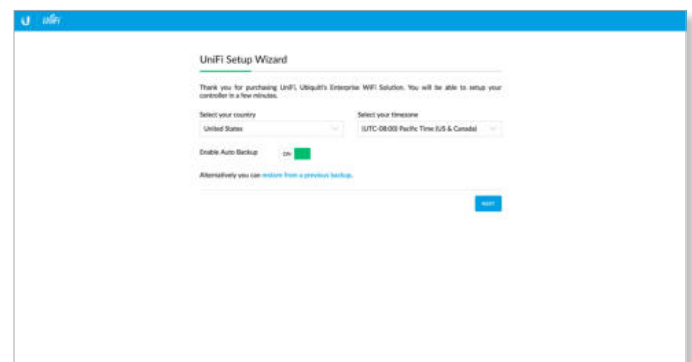 U UniFi
UniFi Setup Wizard
Thank you for purchasing UniFi, Ubiquiti's Enterprise WiFi Solution. You will be able to setup your
controller in a few minutes.
Select your country Select your timezone
United States (UTC-08:00) Pacific Time (US & Canada)
Enable Auto Backup ON
Alternatively you can restore from a previous backup.
NEXT